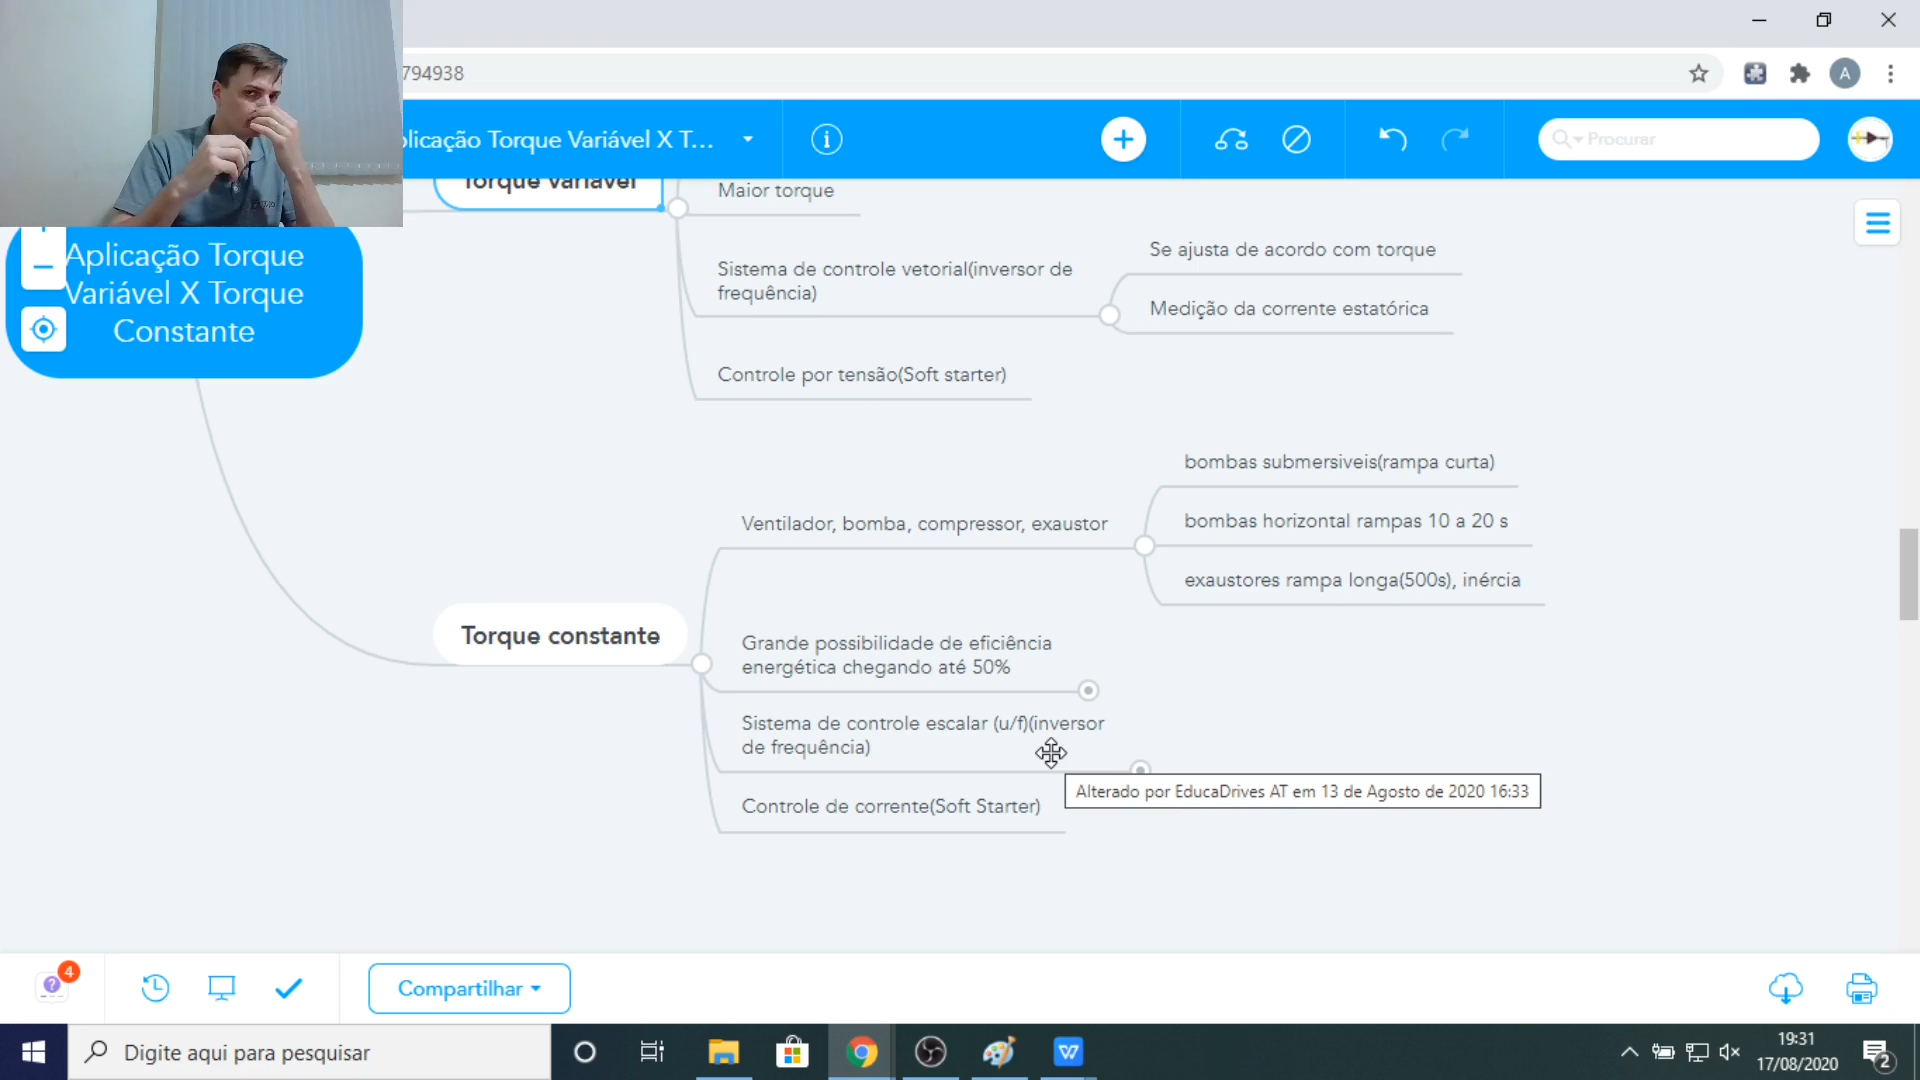 794938
plicação Torque Variável X T...
Procurar
A
Torque variável
Maior torque
Aplicação Torque
Variável X Torque
Constante
Sistema de controle vetorial(inversor de
frequência)
Se ajusta de acordo com torque
Medição da corrente estatórica
Controle por tensão(Soft starter)
Torque constante
Ventilador, bomba, compressor, exaustor
bombas submersiveis(rampa curta)
bombas horizontal rampas 10 a 20 s
exaustores rampa longa(500s), inércia
Grande possibilidade de eficiência
energética chegando até 50%
Sistema de controle escalar (u/f)(inversor
de frequência)
Alterado por EducaDrives AT em 13 de Agosto de 2020 16:33
Controle de corrente(Soft Starter)
4
Compartilhar
Digite aqui para pesquisar
19:31
17/08/2020
2